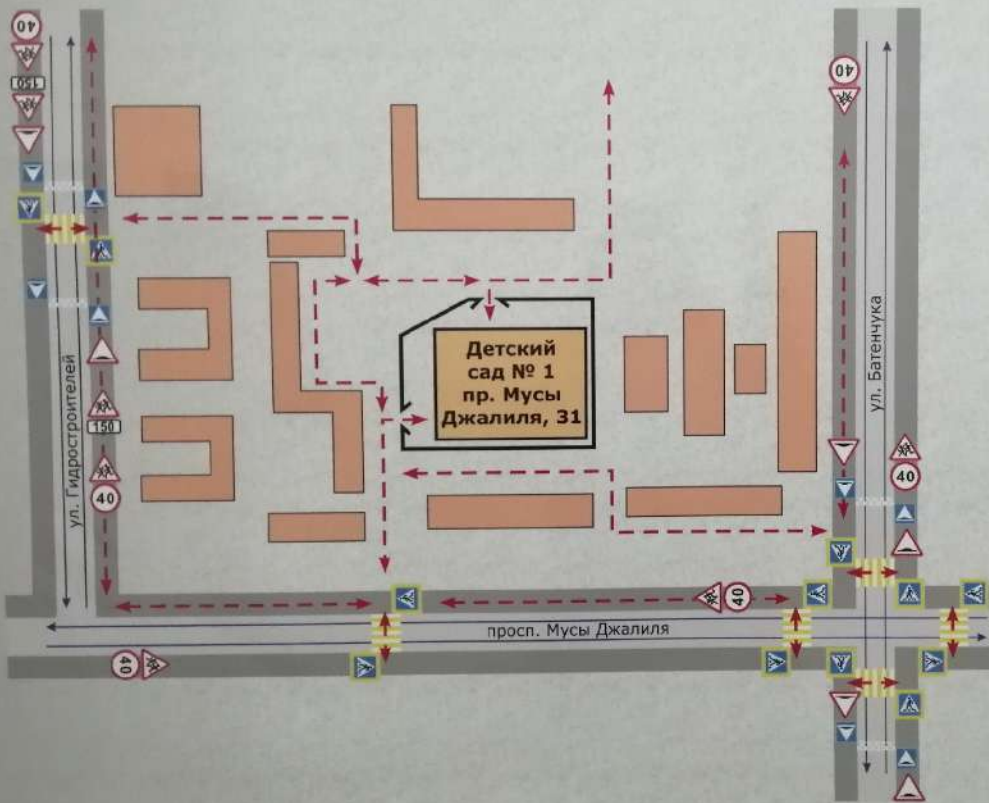 40
150
40
Детский
сад № 1
пр. Мусы
Джалиля, 31
ул. Гидростроителей
ул. Батенчука
150
40
40
40
просп. Мусы Джалиля
40